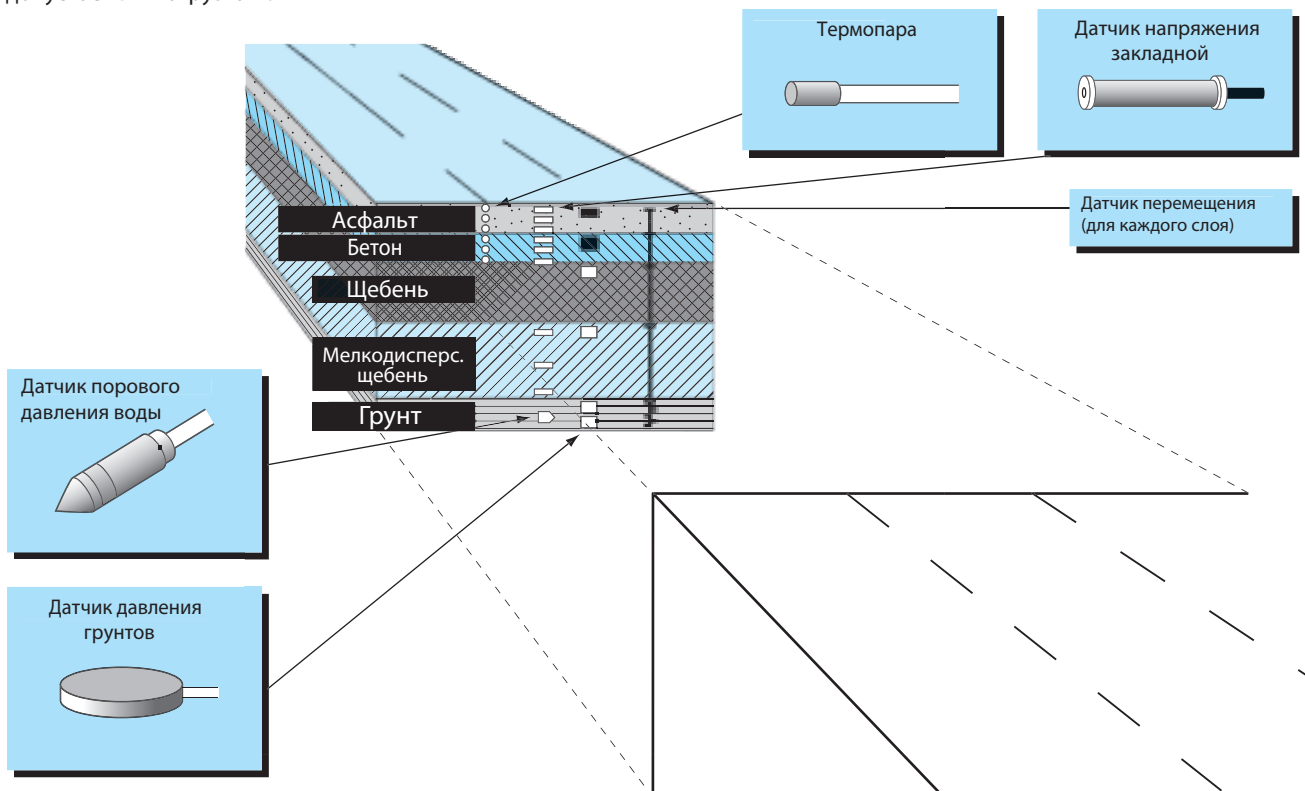 Термопара
Датчик напряжения
закладной
Датчик перемещения
(для каждого слоя)
Асфальт
Бетон
Щебень
Мелкодисперс.
щебень
Грунт
Датчик порового
давления воды
Датчик давления
грунтов